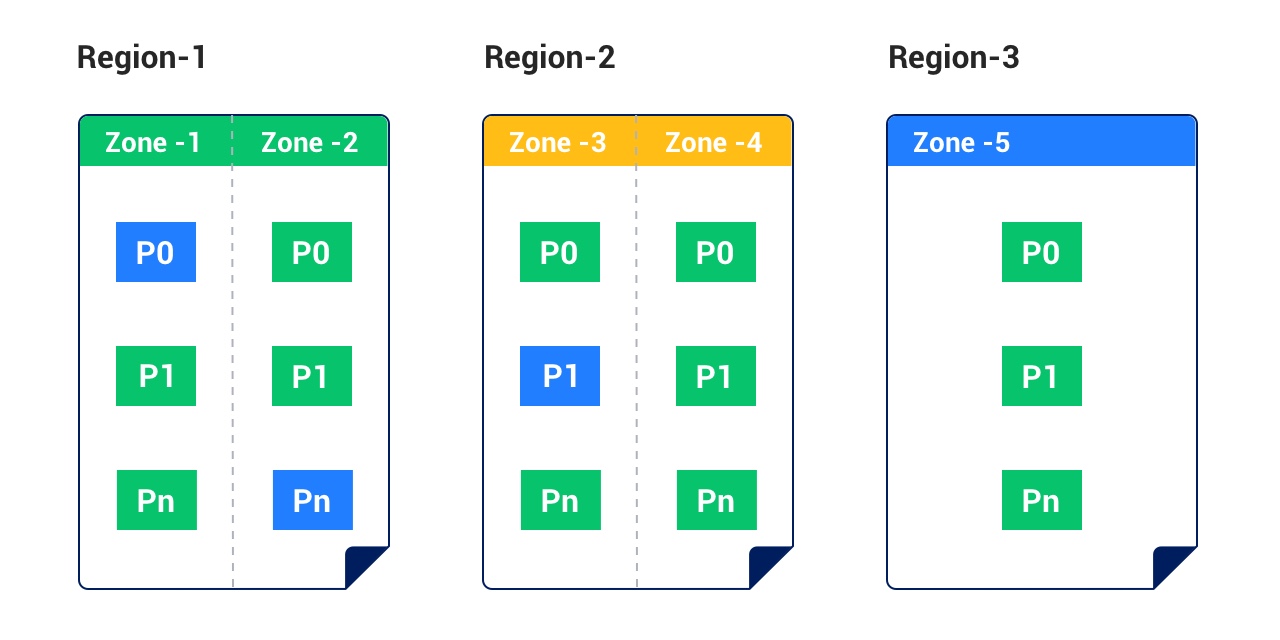 Region-1
Region-2
Region-3
Zone -1
Zone -2
Zone -3
Zone -4
Zone -5
P0
P0
P0
P0
P0
P1
P1
P1
P1
P1
Pn
Pn
Pn
Pn
Pn